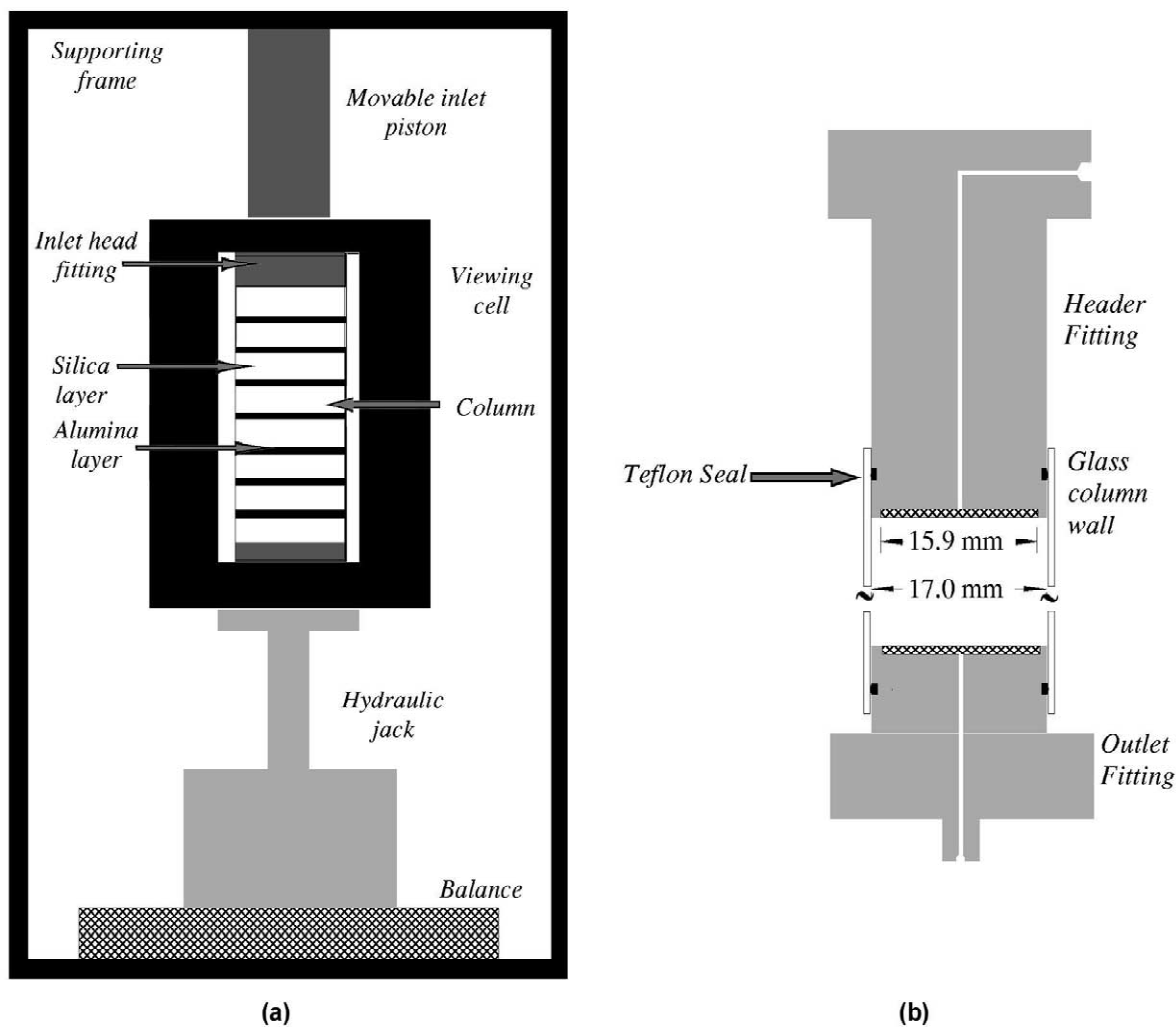 Supporting
frame
Movable inlet
piston
Inlet head
fitting
Viewing
cell
Silica
layer
Column
Alumina
layer
Hydraulic
jack
Balance
(a)
Header
Fitting
Teflon Seal
Glass
column
wall
15.9 mm
17.0 mm
Outlet
Fitting
(b)